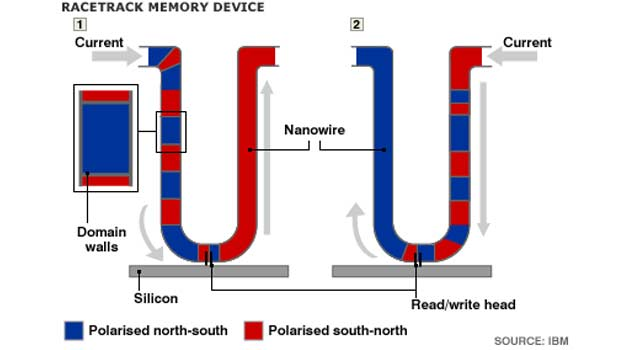 RACETRACK MEMORY DEVICE
1
2
Current
Current
Nanowire
Domain
walls
Silicon
Read/write head
Polarised north-south
Polarised south-north
SOURCE: IBM